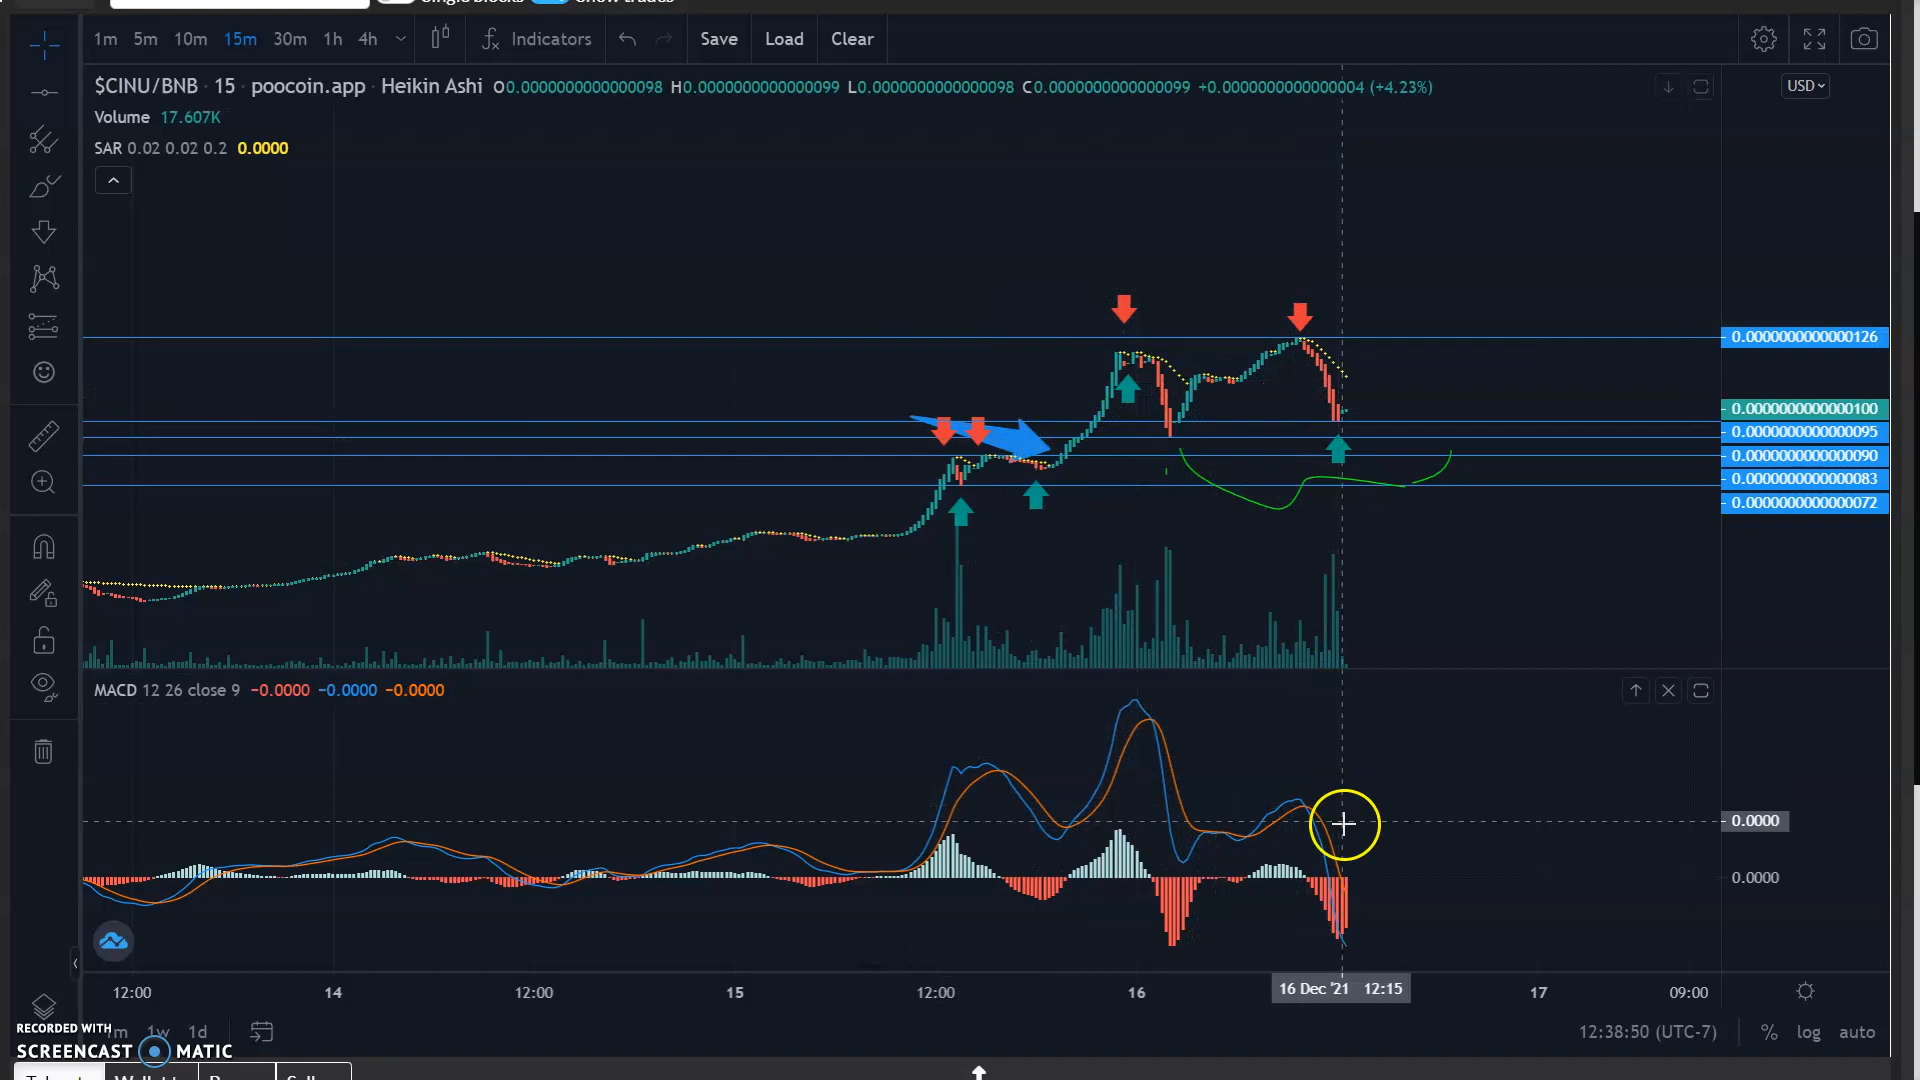 1m 5m 10m 15m 30m 1h 4h Indicators Save Load Clear
$CINU/BNB · 15 · poocoin.app · Heikin Ashi O0.0000000000000098 H0.0000000000000099 L0.0000000000000098 C0.0000000000000099 +0.0000000000000004 (+4.23%) USD
Volume 17.607K
SAR 0.02 0.02 0.2 0.0000
0.0000000000000126
0.0000000000000100
0.0000000000000095
0.0000000000000090
0.0000000000000083
0.0000000000000072
MACD 12 26 close 9 −0.0000 −0.0000 −0.0000
0.0000
0.0000
12:00 14 12:00 15 12:00 16 16 Dec '21 12:15 17 09:00
RECORDED WITH
1w 1d 12:38:50 (UTC-7) % log auto
SCREENCAST MATIC